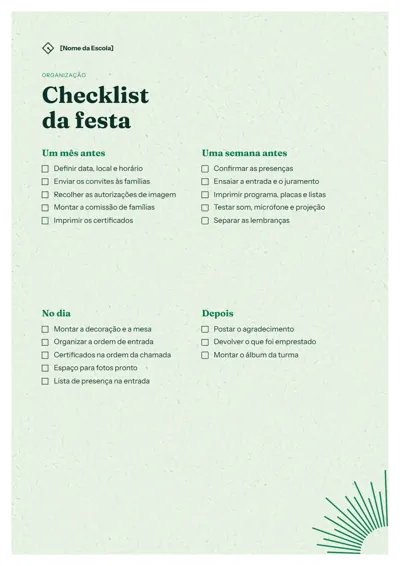 [Nome da Escola]
ORGANIZAÇÃO
Checklist
da festa
Um mês antes
Definir data, local e horário
Enviar os convites às famílias
Recolher as autorizações de imagem
Montar a comissão de famílias
Imprimir os certificados
Uma semana antes
Confirmar as presenças
Ensaiar a entrada e o juramento
Imprimir programa, placas e listas
Testar som, microfone e projeção
Separar as lembranças
No dia
Montar a decoração e a mesa
Organizar a ordem de entrada
Certificados na ordem da chamada
Espaço para fotos pronto
Lista de presença na entrada
Depois
Postar o agradecimento
Devolver o que foi emprestado
Montar o álbum da turma